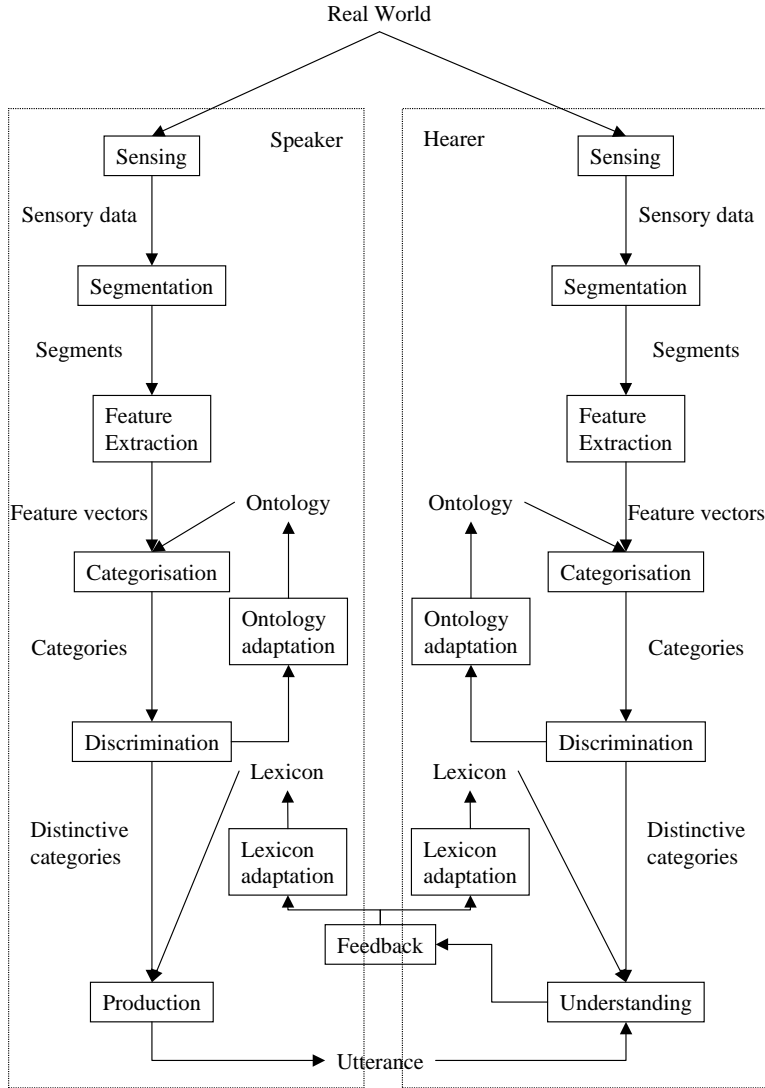 Real World
Speaker
Hearer
Sensing
Sensing
Sensory data
Sensory data
Segmentation
Segmentation
Segments
Segments
Feature
Extraction
Feature
Extraction
Feature vectors
Ontology
Ontology
Feature vectors
Categorisation
Categorisation
Ontology
adaptation
Ontology
adaptation
Categories
Categories
Discrimination
Discrimination
Lexicon
Lexicon
Distinctive
categories
Lexicon
adaptation
Lexicon
adaptation
Distinctive
categories
Feedback
Production
Understanding
Utterance